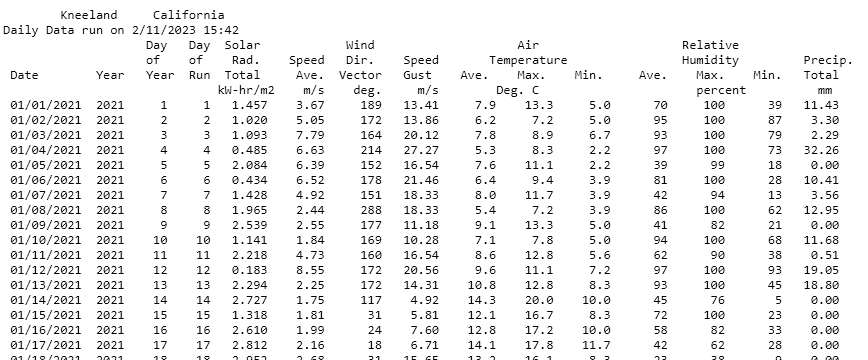 Kneeland     California
Daily Data run on 2/11/2023 15:42
Day   Day  Solar          Wind                  Air                  Relative
of    of   Rad.   Speed   Dir.   Speed      Temperature              Humidity          Precip.
Date   Year   Year   Run   Total   Ave.   Vector   Gust   Ave.   Max.   Min.   Ave.   Max.   Min.   Total
kW-hr/m2   m/s   deg.   m/s   Deg. C   percent   mm
01/01/2021 2021 1 1 1.457 3.67 189 13.41 7.9 13.3 5.0 70 100 39 11.43
01/02/2021 2021 2 2 1.020 5.05 172 13.86 6.2 7.2 5.0 95 100 87 3.30
01/03/2021 2021 3 3 1.093 7.79 164 20.12 7.8 8.9 6.7 93 100 79 2.29
01/04/2021 2021 4 4 0.485 6.63 214 27.27 5.3 8.3 2.2 97 100 73 32.26
01/05/2021 2021 5 5 2.084 6.39 152 16.54 7.6 11.1 2.2 39 99 18 0.00
01/06/2021 2021 6 6 0.434 6.52 178 21.46 6.4 9.4 3.9 81 100 28 10.41
01/07/2021 2021 7 7 1.428 4.92 151 18.33 8.0 11.7 3.9 42 94 13 3.56
01/08/2021 2021 8 8 1.965 2.44 288 18.33 5.4 7.2 3.9 86 100 62 12.95
01/09/2021 2021 9 9 2.539 2.55 177 11.18 9.1 13.3 5.0 41 82 21 0.00
01/10/2021 2021 10 10 1.141 1.84 169 10.28 7.1 7.8 5.0 94 100 68 11.68
01/11/2021 2021 11 11 2.218 4.73 160 16.54 8.6 12.8 5.6 62 90 38 0.51
01/12/2021 2021 12 12 0.183 8.55 172 20.56 9.6 11.1 7.2 97 100 93 19.05
01/13/2021 2021 13 13 2.294 2.25 172 14.31 10.8 12.8 8.3 93 100 45 18.80
01/14/2021 2021 14 14 2.727 1.75 117 4.92 14.3 20.0 10.0 45 76 5 0.00
01/15/2021 2021 15 15 1.318 1.81 31 5.81 12.1 16.7 8.3 72 100 23 0.00
01/16/2021 2021 16 16 2.610 1.99 24 7.60 12.8 17.2 10.0 58 82 33 0.00
01/17/2021 2021 17 17 2.812 2.16 18 6.71 14.1 17.8 11.7 42 62 28 0.00